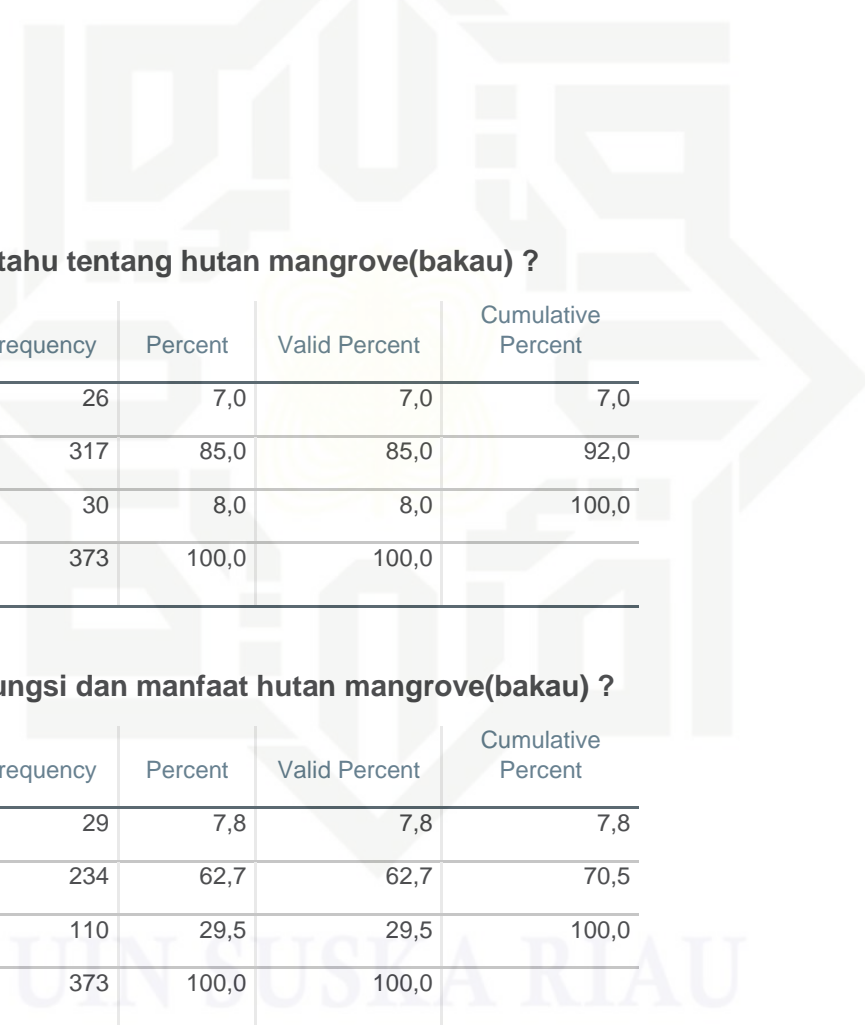 tahu tentang hutan mangrove(bakau) ?
requency Percent Valid Percent Cumulative Percent
26 7,0 7,0 7,0
317 85,0 85,0 92,0
30 8,0 8,0 100,0
373 100,0 100,0
ungsi dan manfaat hutan mangrove(bakau) ?
requency Percent Valid Percent Cumulative Percent
29 7,8 7,8 7,8
234 62,7 62,7 70,5
110 29,5 29,5 100,0
373 100,0 100,0
UIN SUSKA RIAU